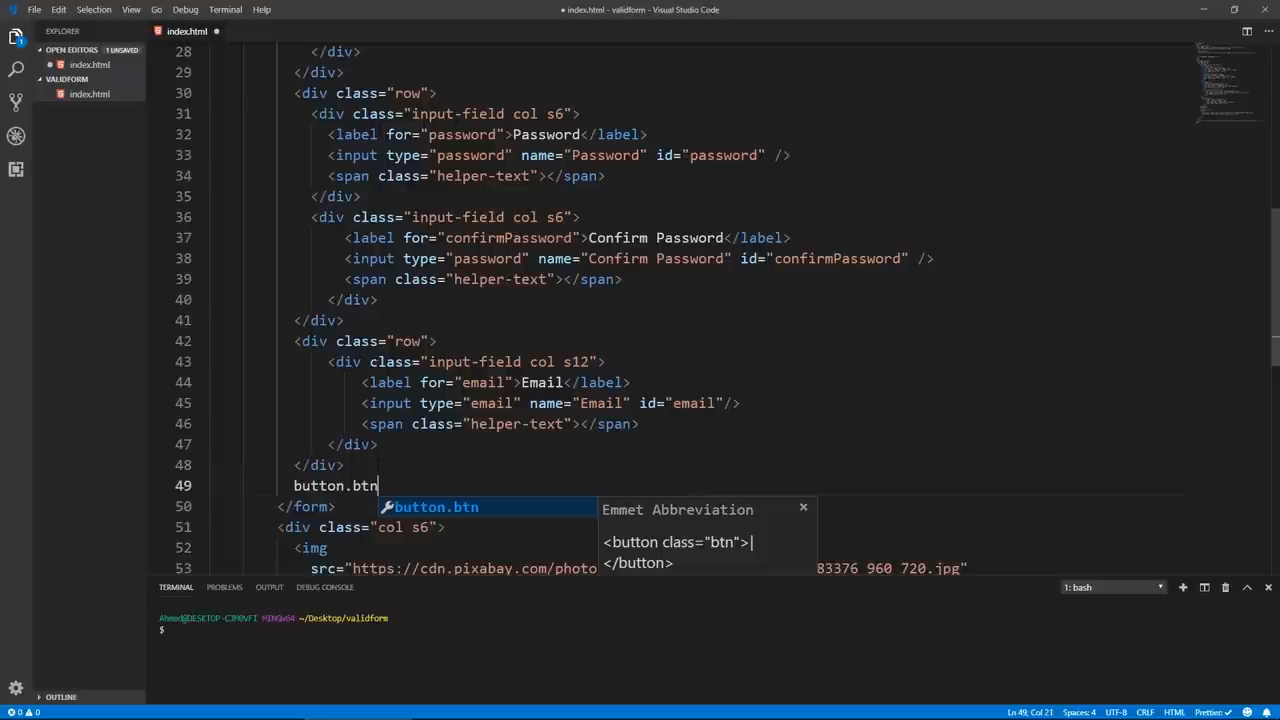 File Edit Selection View Go Debug Terminal Help
● index.html - validform - Visual Studio Code
EXPLORER
index.html
OPEN EDITORS 1 UNSAVED
index.html
VALIDFORM
index.html
28 </div>
29 </div>
30 <div class="row">
31 <div class="input-field col s6">
32 <label for="password">Password</label>
33 <input type="password" name="Password" id="password" />
34 <span class="helper-text"></span>
35 </div>
36 <div class="input-field col s6">
37 <label for="confirmPassword">Confirm Password</label>
38 <input type="password" name="Confirm Password" id="confirmPassword" />
39 <span class="helper-text"></span>
40 </div>
41 </div>
42 <div class="row">
43 <div class="input-field col s12">
44 <label for="email">Email</label>
45 <input type="email" name="Email" id="email"/>
46 <span class="helper-text"></span>
47 </div>
48 </div>
49 button.btn
50 </form>
button.btn
Emmet Abbreviation
<button class="btn">|
</button>
51 <div class="col s6">
52 <img
53 src="https://cdn.pixabay.com/photo 83376_960_720.jpg"
TERMINAL PROBLEMS OUTPUT DEBUG CONSOLE
1: bash
Ahmed@DESKTOP-CJM0VFI MINGW64 ~/Desktop/validform
$
OUTLINE
0 0
Ln 49, Col 21 Spaces: 4 UTF-8 CRLF HTML Prettier: ✓